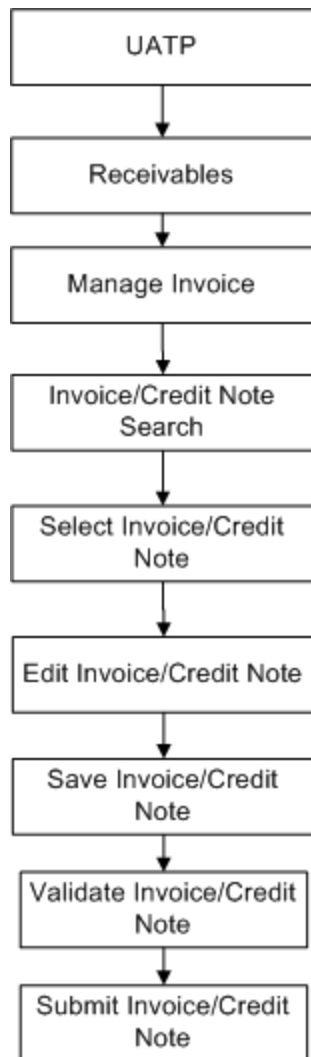 UATP
Receivables
Manage Invoice
Invoice/Credit Note
Search
Select Invoice/Credit
Note
Edit Invoice/Credit Note
Save Invoice/Credit
Note
Validate Invoice/Credit
Note
Submit Invoice/Credit
Note